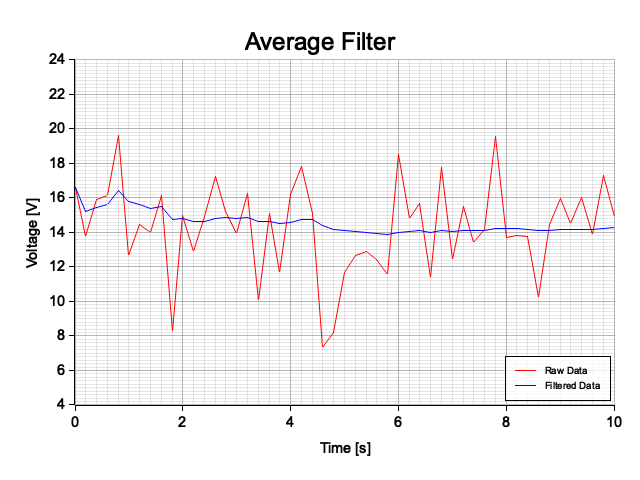 Average Filter
24
22
20
18
16
14
12
10
8
6
4
Voltage [V]
0 2 4 6 8 10
Time [s]
Raw Data
Filtered Data